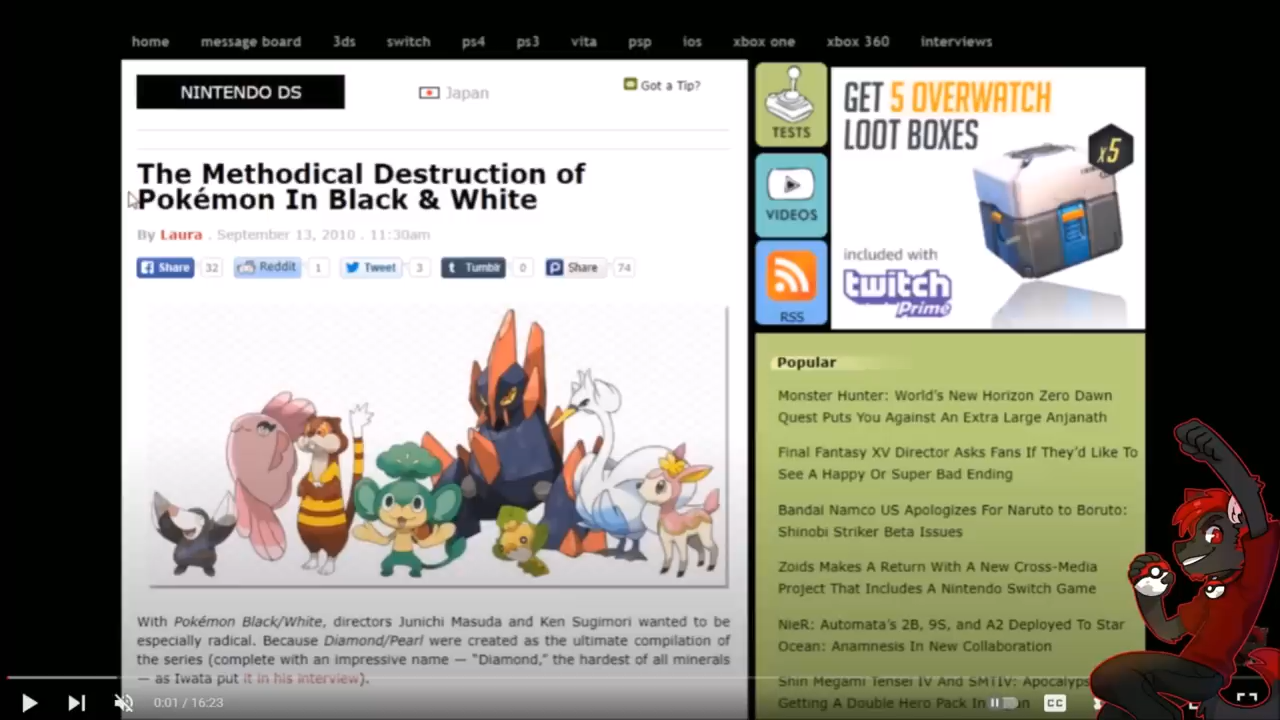 home message board 3ds switch ps4 ps3 vita psp ios xbox one xbox 360 interviews
NINTENDO DS
Japan
Got a Tip?
The Methodical Destruction of
Pokémon In Black & White
By Laura . September 13, 2010 . 11:30am
Share 32 Reddit 1 Tweet 3 Tumblr 0 Share 74
With Pokémon Black/White, directors Junichi Masuda and Ken Sugimori wanted to be
especially radical. Because Diamond/Pearl were created as the ultimate compilation of
the series (complete with an impressive name — “Diamond,” the hardest of all minerals
— as Iwata put it in his interview).
TESTS
VIDEOS
RSS
GET 5 OVERWATCH
LOOT BOXES
x5
included with
twitch
Prime
Popular
Monster Hunter: World’s New Horizon Zero Dawn
Quest Puts You Against An Extra Large Anjanath
Final Fantasy XV Director Asks Fans If They’d Like To
See A Happy Or Super Bad Ending
Bandai Namco US Apologizes For Naruto to Boruto:
Shinobi Striker Beta Issues
Zoids Makes A Return With A New Cross-Media
Project That Includes A Nintendo Switch Game
NieR: Automata’s 2B, 9S, and A2 Deployed To Star
Ocean: Anamnesis In New Collaboration
Shin Megami Tensei IV And SMTIV: Apocalyps
Getting A Double Hero Pack In
0:01 / 16:23
CC